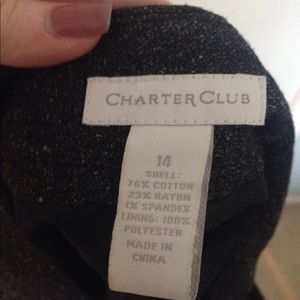 CHARTER CLUB
14
SHELL:
76% COTTON
23% RAYON
1% SPANDEX
LINING: 100%
POLYESTER
MADE IN
CHINA